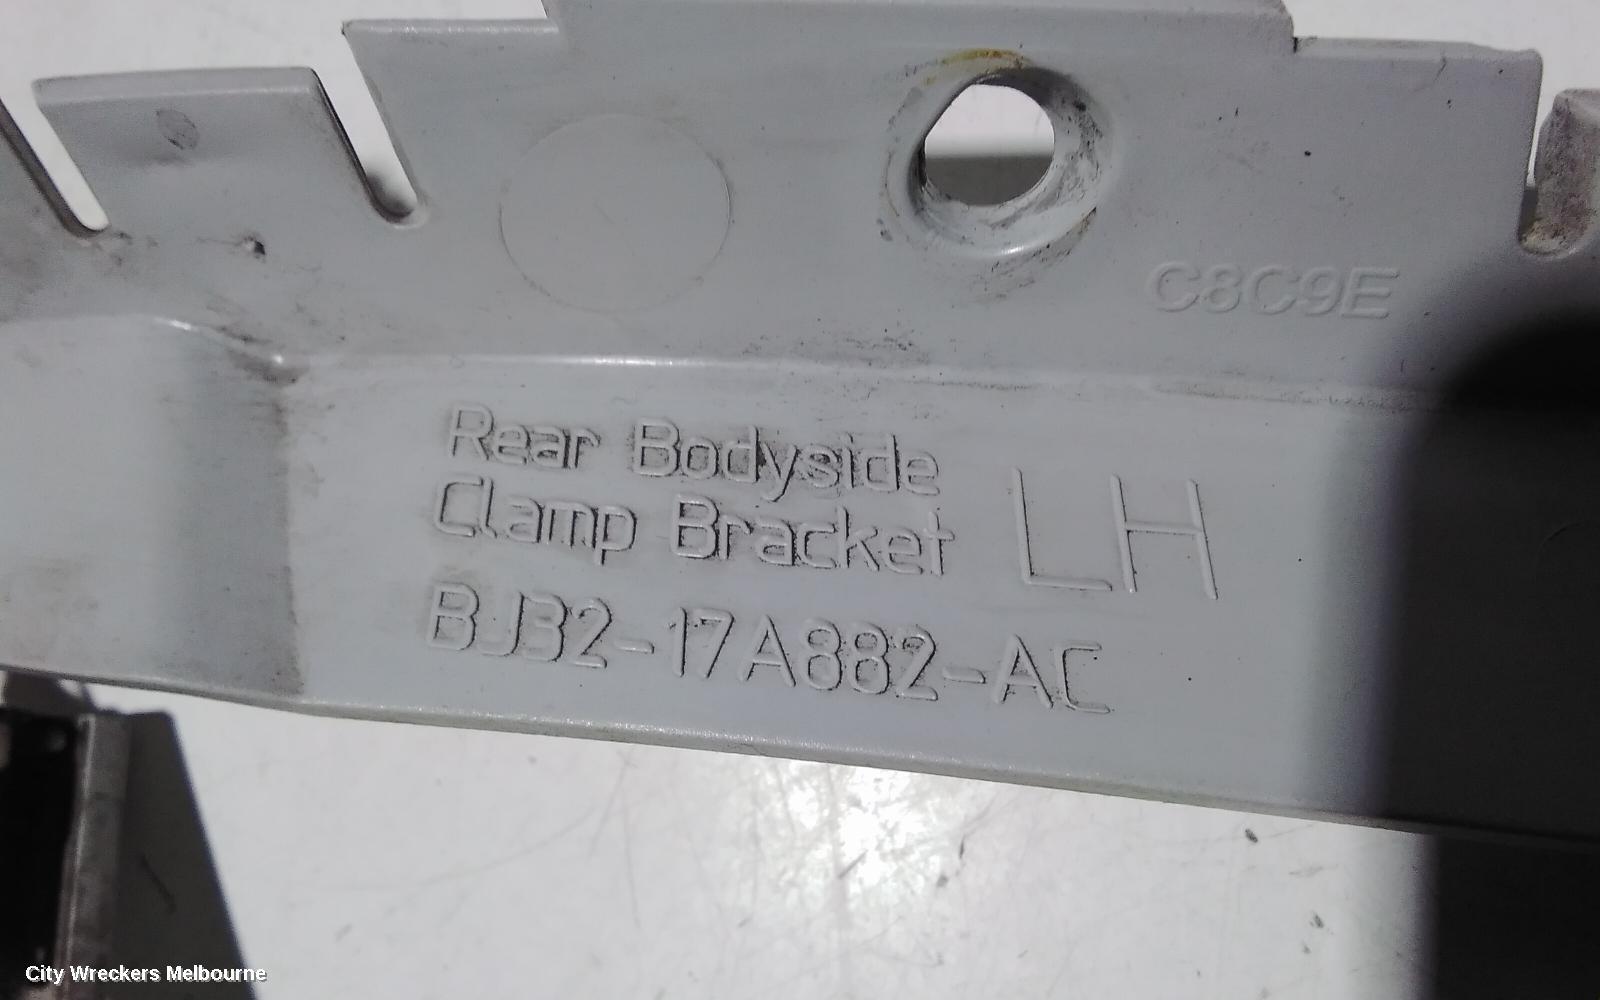 C8C9E
Rear Bodyside
Clamp Bracket
LH
BJ32-17A882-AC
City Wreckers Melbourne